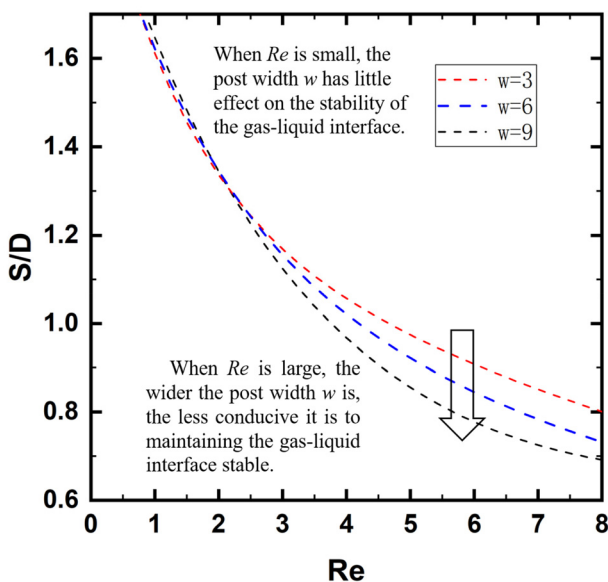 1.6
1.4
1.2
1.0
0.8
0.6
S/D
When Re is small, the
post width w has little
effect on the stability of
the gas-liquid interface.
w=3
w=6
w=9
When Re is large, the
wider the post width w is,
the less conducive it is to
maintaining the gas-liquid
interface stable.
0 1 2 3 4 5 6 7 8
Re